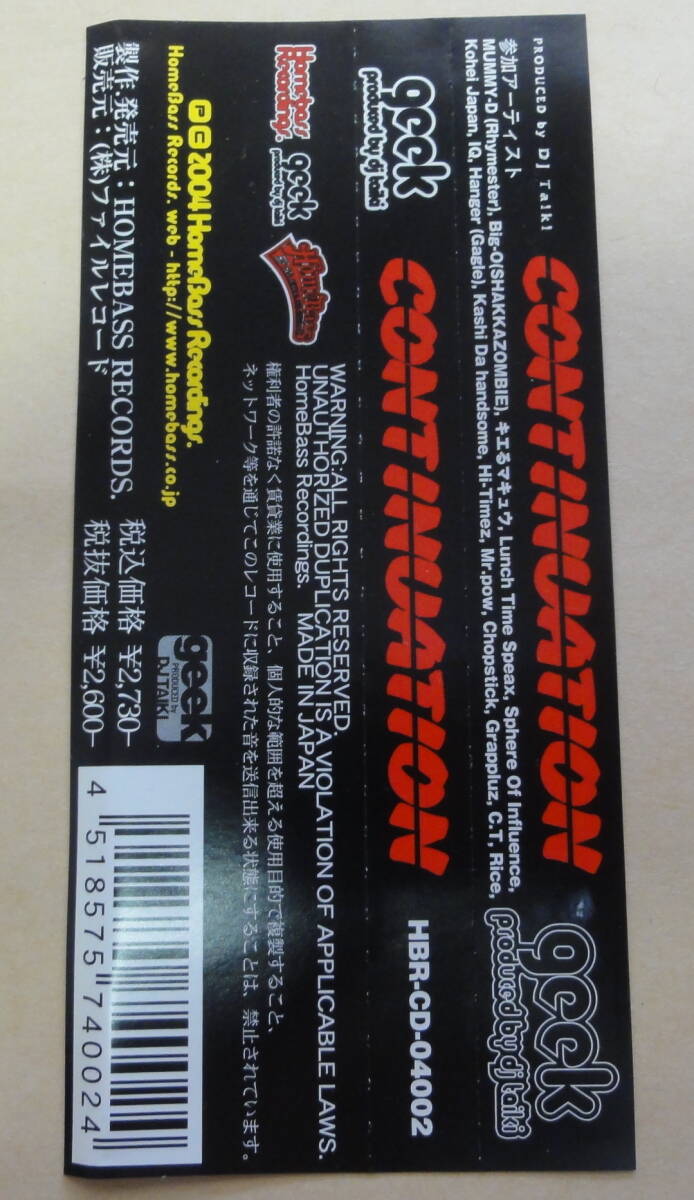 PRODUCED by DJ Taiki
CONTINUATION
geek
produced by dj taiki
参加アーティスト
MUMMY-D (Rhymester), Big-O(SHAKKAZOMBIE), キエるマキュウ, Lunch Time Speax, Sphere Of Influence,
Kohei Japan, IQ, Hanger (Gagle), Kashi Da handsome, Hi-Timez, Mr.pow, Chopstick, Grappluz, C.T, Rice,
geek
produced by dj taiki
CONTINUATION
HBR-CD-04002
HomeBass
Recordings.
geek
produced by dj taiki
WARNING:ALL RIGHTS RESERVED.
UNAUTHORIZED DUPLICATION IS A VIOLATION OF APPLICABLE LAWS.
HomeBass Recordings. MADE IN JAPAN
権利者の許諾なく賃貸業に使用すること、個人的な範囲を超える使用目的で複製すること、
ネットワーク等を通じてこのレコードに収録された音を送信出来る状態にすることは、禁止されています。
Ⓟ Ⓒ 2004 HomeBass Recordings.
HomeBass Records. web - http://www.homebass.co.jp
geek
PRODUCED by
DJ TAIKI
製作 発売元：HOMEBASS RECORDS. 税込価格 ¥2,730-
販売元：(株)ファイルレコード 税抜価格 ¥2,600-
4 518575 740024